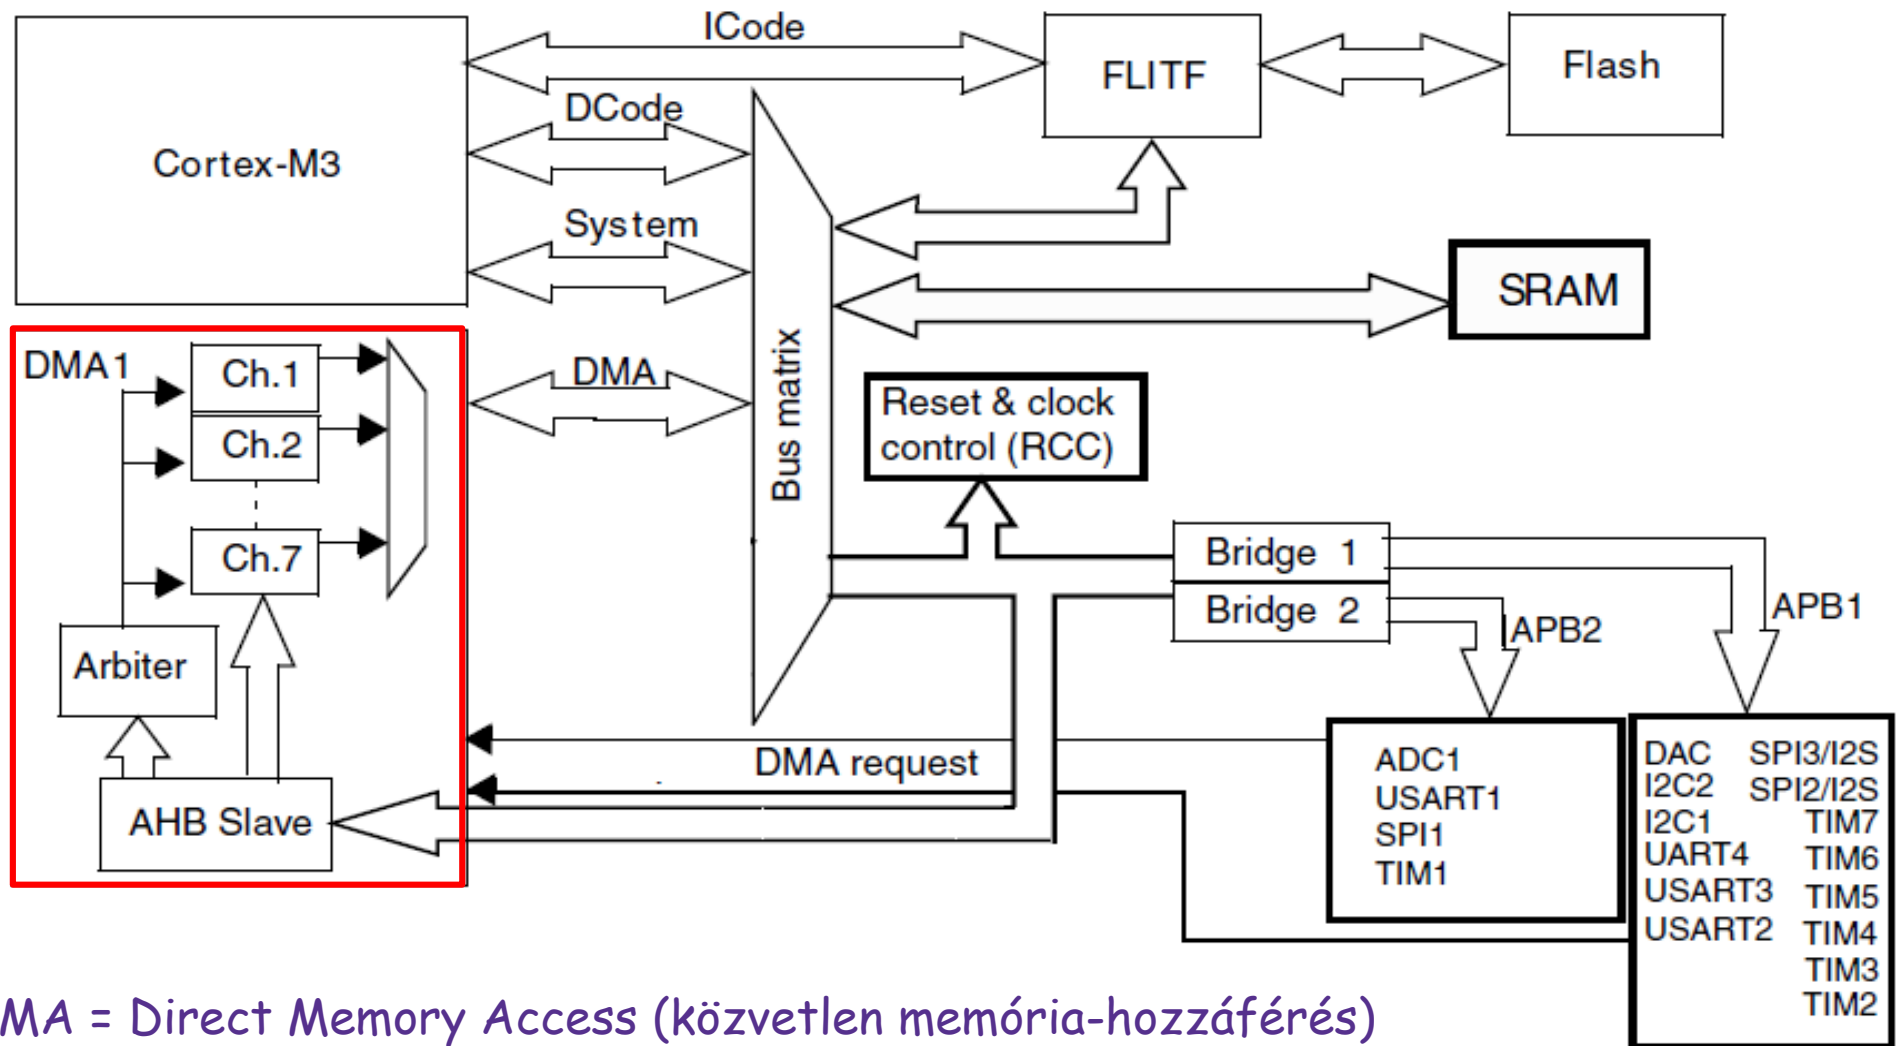 ICode
Cortex-M3
FLITF
Flash
DCode
System
SRAM
DMA1
Ch.1
Ch.2
Ch.7
DMA
Bus matrix
Reset & clock
control (RCC)
Bridge 1
Bridge 2
APB2
APB1
Arbiter
AHB Slave
DMA request
ADC1
USART1
SPI1
TIM1
DAC SPI3/I2S
I2C2 SPI2/I2S
I2C1 TIM7
UART4 TIM6
USART3 TIM5
USART2 TIM4
TIM3
TIM2
MA = Direct Memory Access (közvetlen memória-hozzáférés)